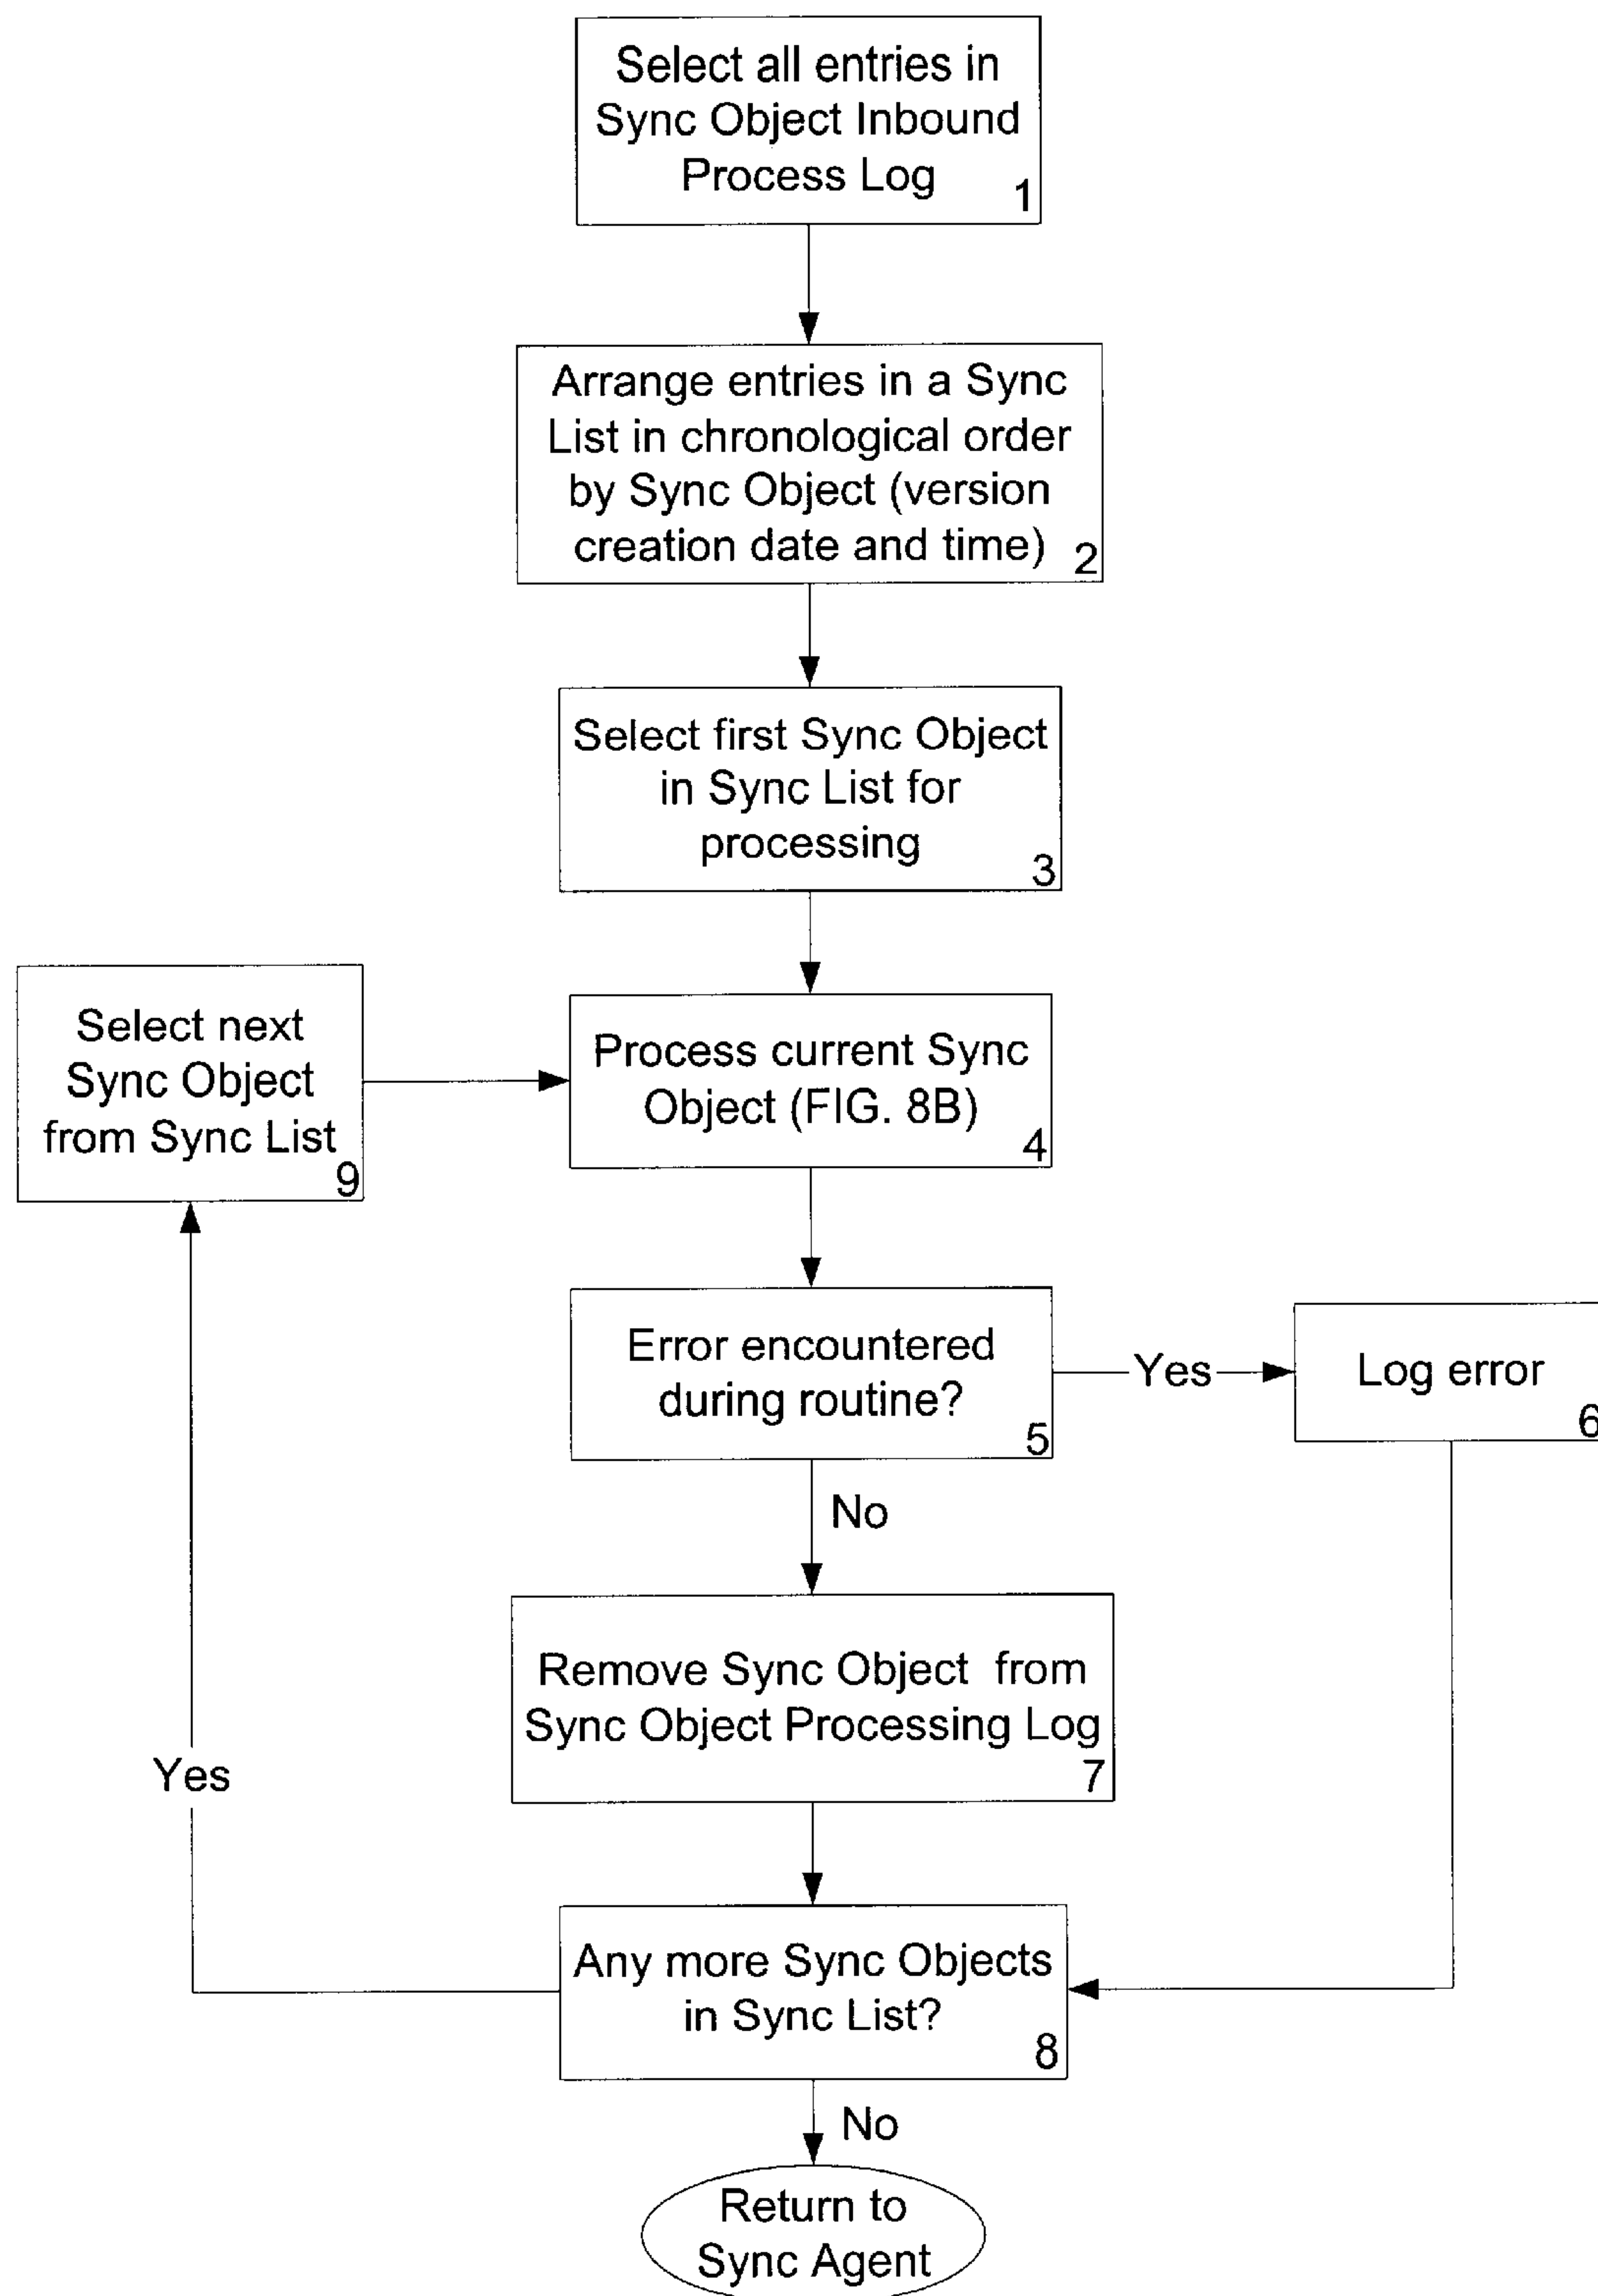 Select all entries in
Sync Object Inbound
Process Log
1
Arrange entries in a Sync
List in chronological order
by Sync Object (version
creation date and time)
2
Select first Sync Object
in Sync List for
processing
3
Select next
Sync Object
from Sync List
9
Process current Sync
Object (FIG. 8B)
4
Error encountered
during routine?
5
Yes
Log error
6
No
Remove Sync Object from
Sync Object Processing Log
7
Yes
Any more Sync Objects
in Sync List?
8
No
Return to
Sync Agent